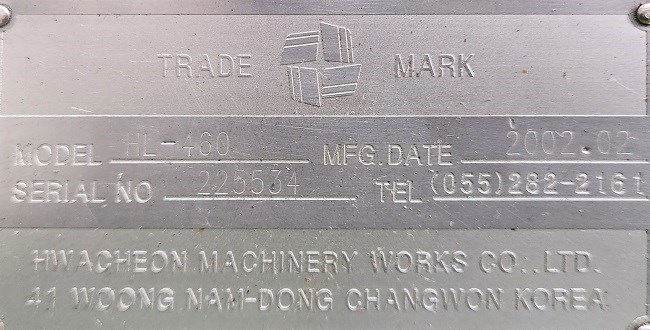 TRADE MARK
MODEL HL-460 MFG.DATE 2002.02
SERIAL NO 225534 TEL (055)282-2161
HWACHEON MACHINERY WORKS CO.,LTD.
41 WOONG NAM-DONG CHANGWON KOREA